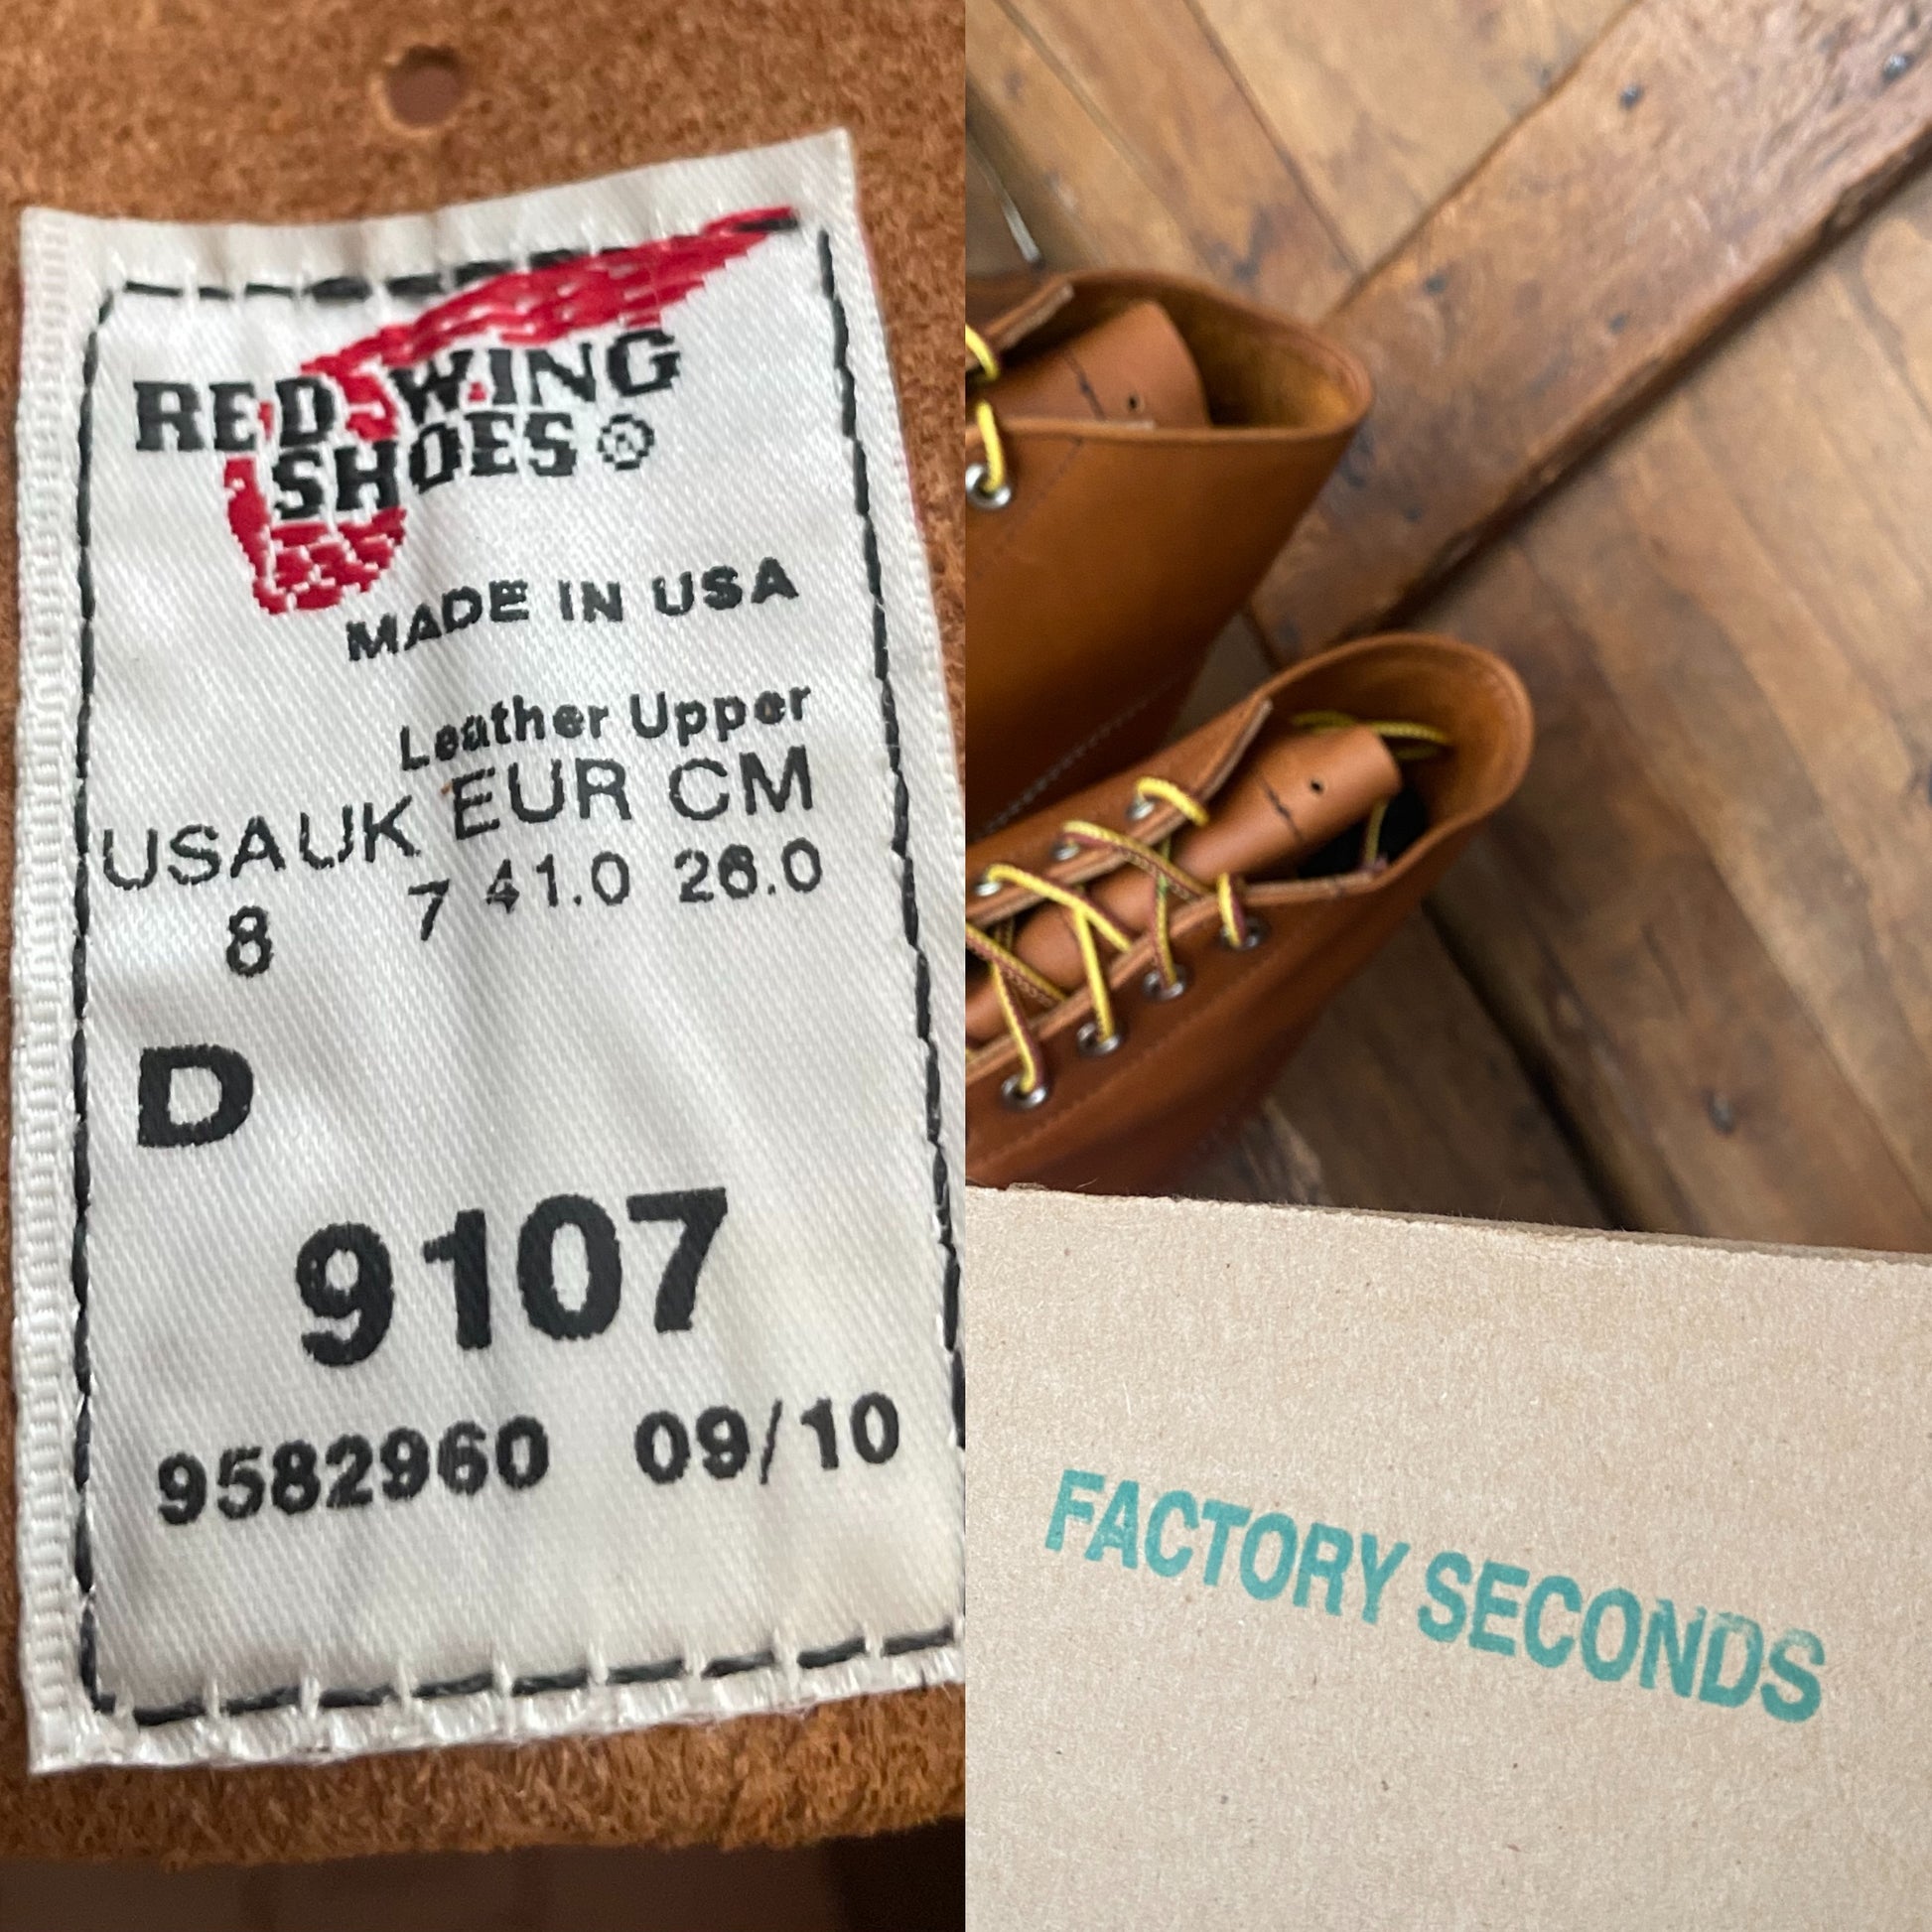 RED WING
SHOES ®
MADE IN USA
Leather Upper
USA UK EUR CM
8 7 41.0 26.0
D
9107
9582960 09/10
FACTORY SECONDS